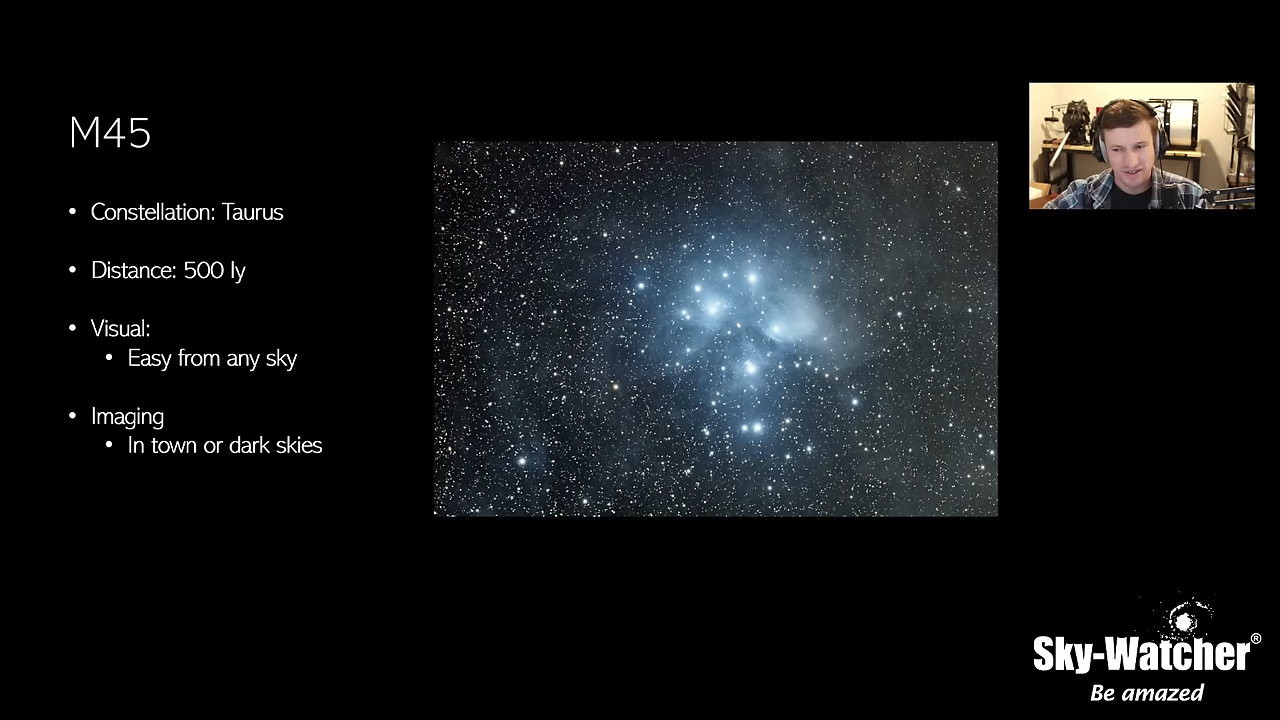 M45
• Constellation: Taurus
• Distance: 500 ly
• Visual:
• Easy from any sky
• Imaging
• In town or dark skies
Sky-Watcher®
Be amazed